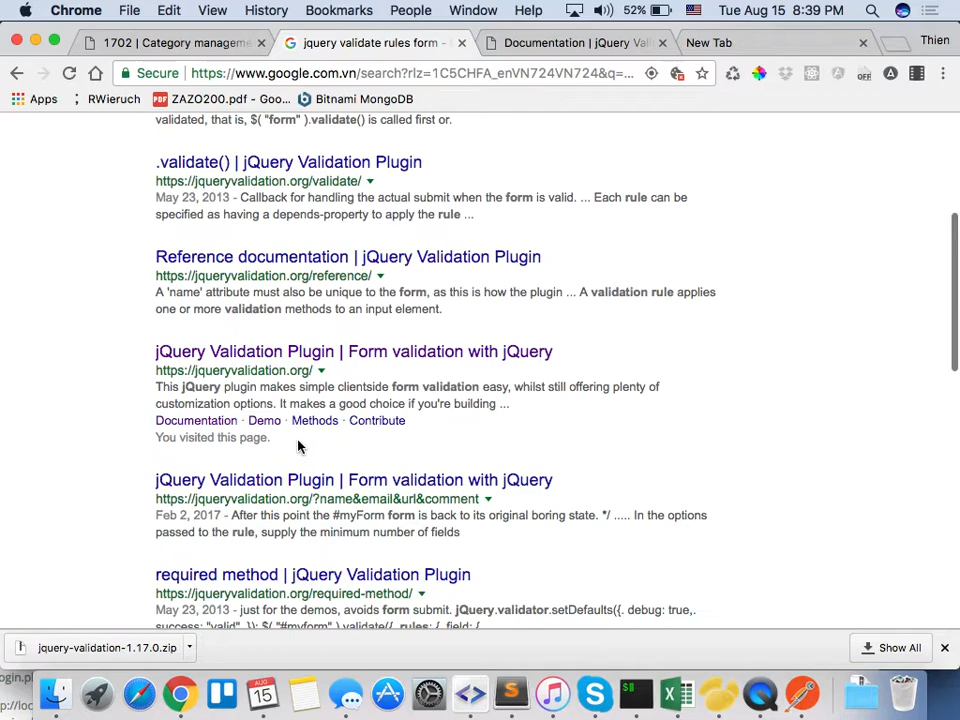 Chrome File Edit View History Bookmarks People Window Help 52% Tue Aug 15 8:39 PM
1702 | Category manageme jquery validate rules form - Documentation | jQuery Val New Tab Thien
Secure | https://www.google.com.vn/search?rlz=1C5CHFA_enVN724VN724&q=...
Apps RWieruch ZAZO200.pdf - Goo... Bitnami MongoDB
validated, that is, $( "form" ).validate() is called first or.
.validate() | jQuery Validation Plugin
https://jqueryvalidation.org/validate/
May 23, 2013 - Callback for handling the actual submit when the form is valid. ... Each rule can be
specified as having a depends-property to apply the rule ...
Reference documentation | jQuery Validation Plugin
https://jqueryvalidation.org/reference/
A 'name' attribute must also be unique to the form, as this is how the plugin ... A validation rule applies
one or more validation methods to an input element.
jQuery Validation Plugin | Form validation with jQuery
https://jqueryvalidation.org/
This jQuery plugin makes simple clientside form validation easy, whilst still offering plenty of
customization options. It makes a good choice if you're building ...
Documentation · Demo · Methods · Contribute
You visited this page.
jQuery Validation Plugin | Form validation with jQuery
https://jqueryvalidation.org/?name&email&url&comment
Feb 2, 2017 - After this point the #myForm form is back to its original boring state. */ ..... In the options
passed to the rule, supply the minimum number of fields
required method | jQuery Validation Plugin
https://jqueryvalidation.org/required-method/
May 23, 2013 - just for the demos, avoids form submit. jQuery.validator.setDefaults({. debug: true,.
success: "valid". }); $( "#myform" ).validate({. rules: {. field: {
jquery-validation-1.17.0.zip Show All
ogin.p
p://lo
AUG
15